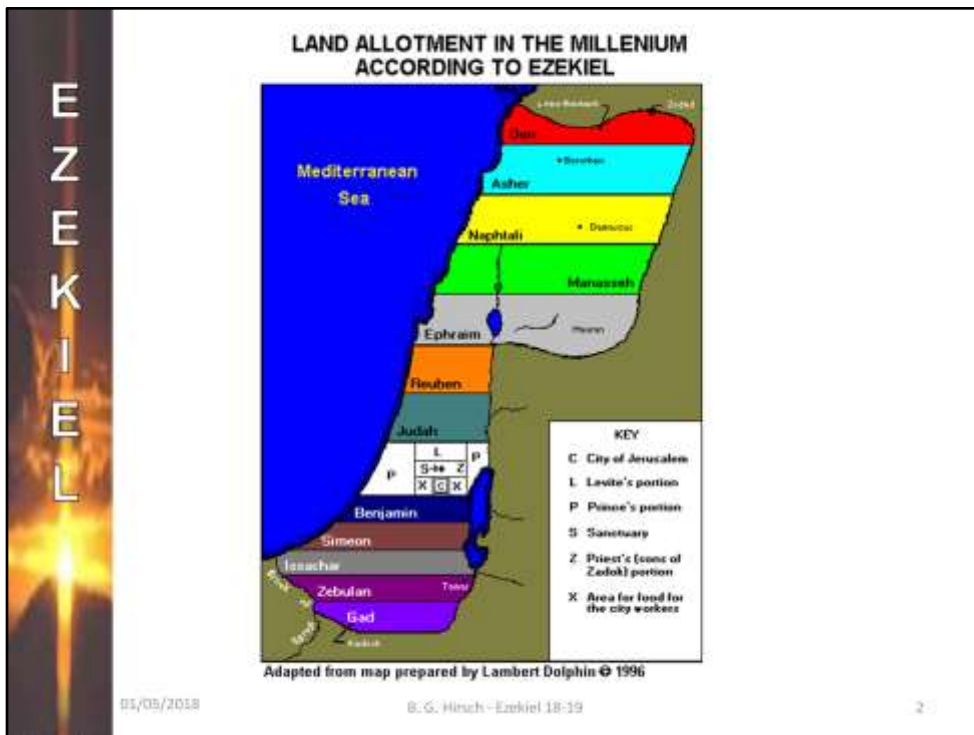 EZEKIEL
LAND ALLOTMENT IN THE MILLENIUM
ACCORDING TO EZEKIEL
Zedad
Dan
Mediterranean
Sea
Asher
Damascus
Naphtali
Manasseh
Ephraim
Reuben
Judah
L
P
P
S
Z
X C X
Benjamin
Simeon
Issachar
Zebulan
Tamar
Gad
KEY
C City of Jerusalem
L Levite's portion
P Prince's portion
S Sanctuary
Z Priest's (sons of
Zadok) portion
X Area for food for
the city workers
Adapted from map prepared by Lambert Dolphin © 1996
01/05/2018
B. G. Hirsch - Ezekiel 18-19
2